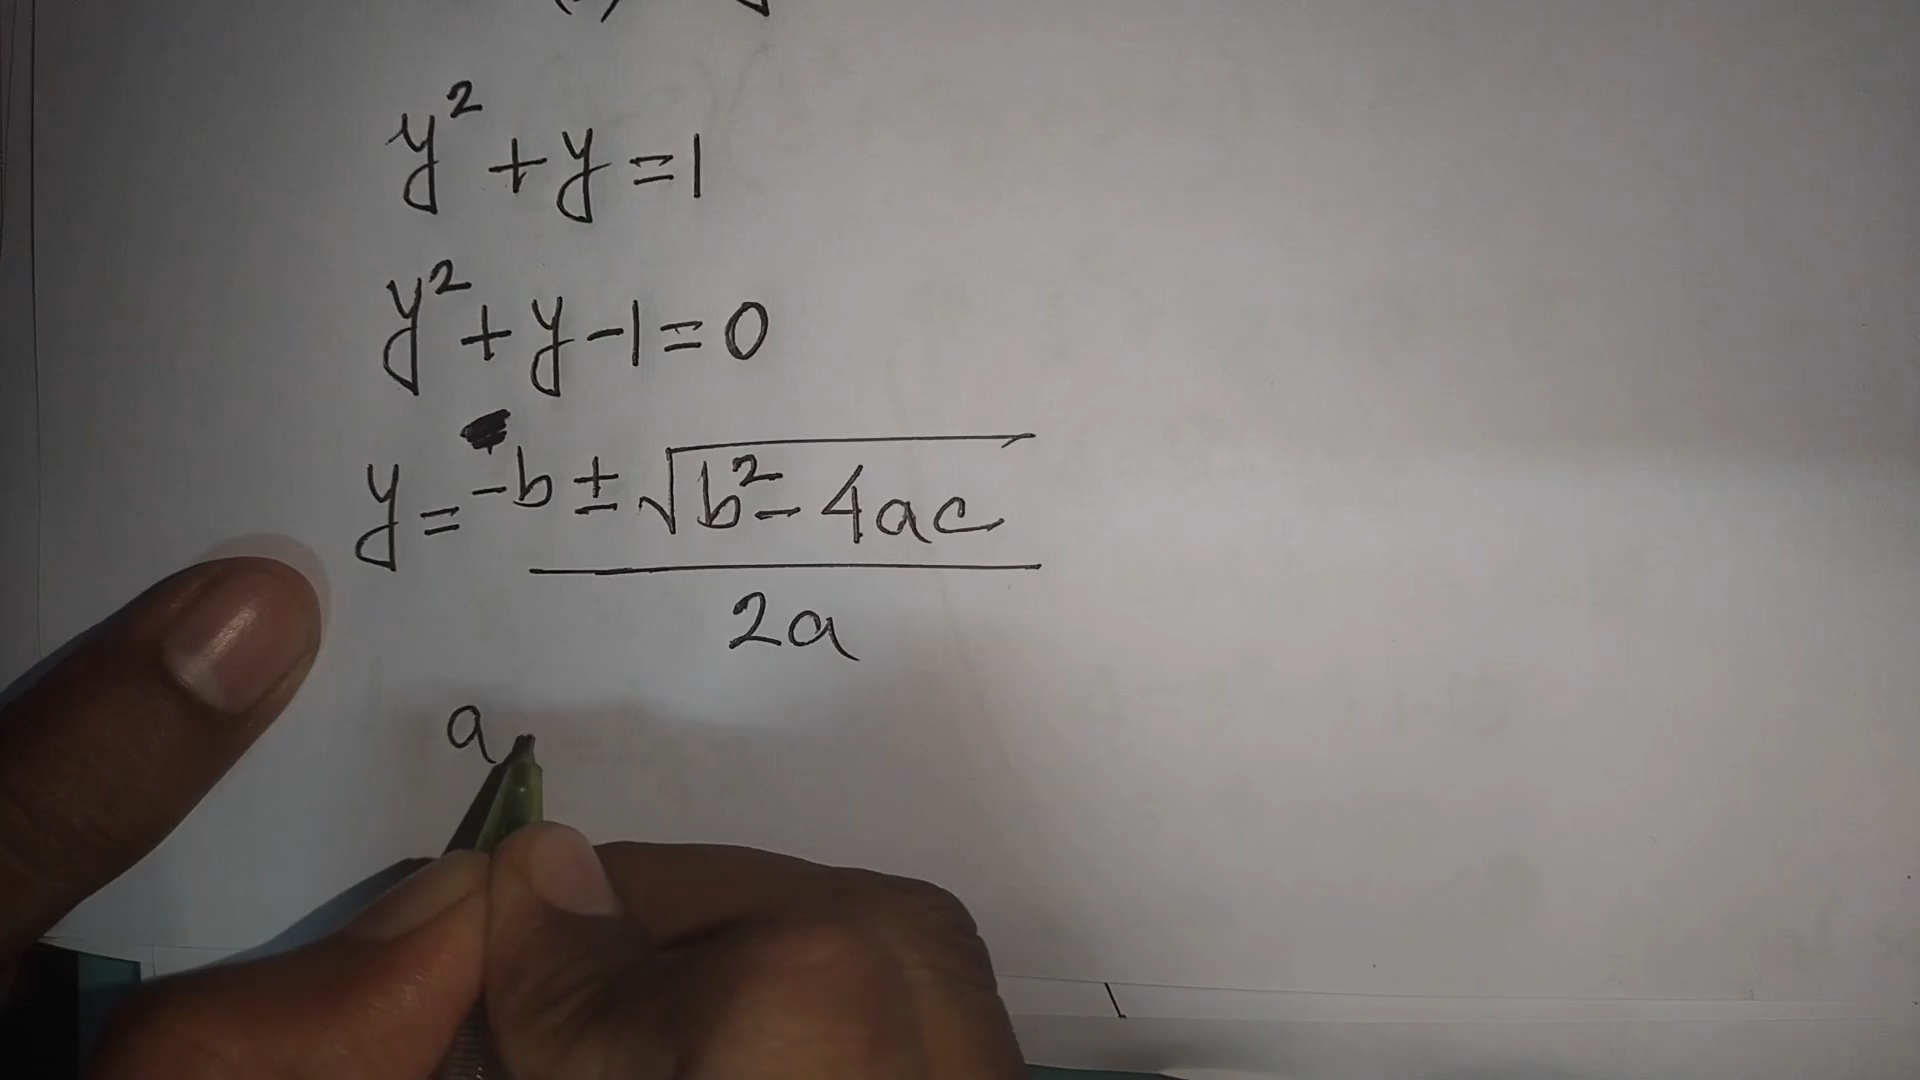 y² + y = 1
y² + y - 1 = 0
y = -b ± √b² - 4ac
2a
a